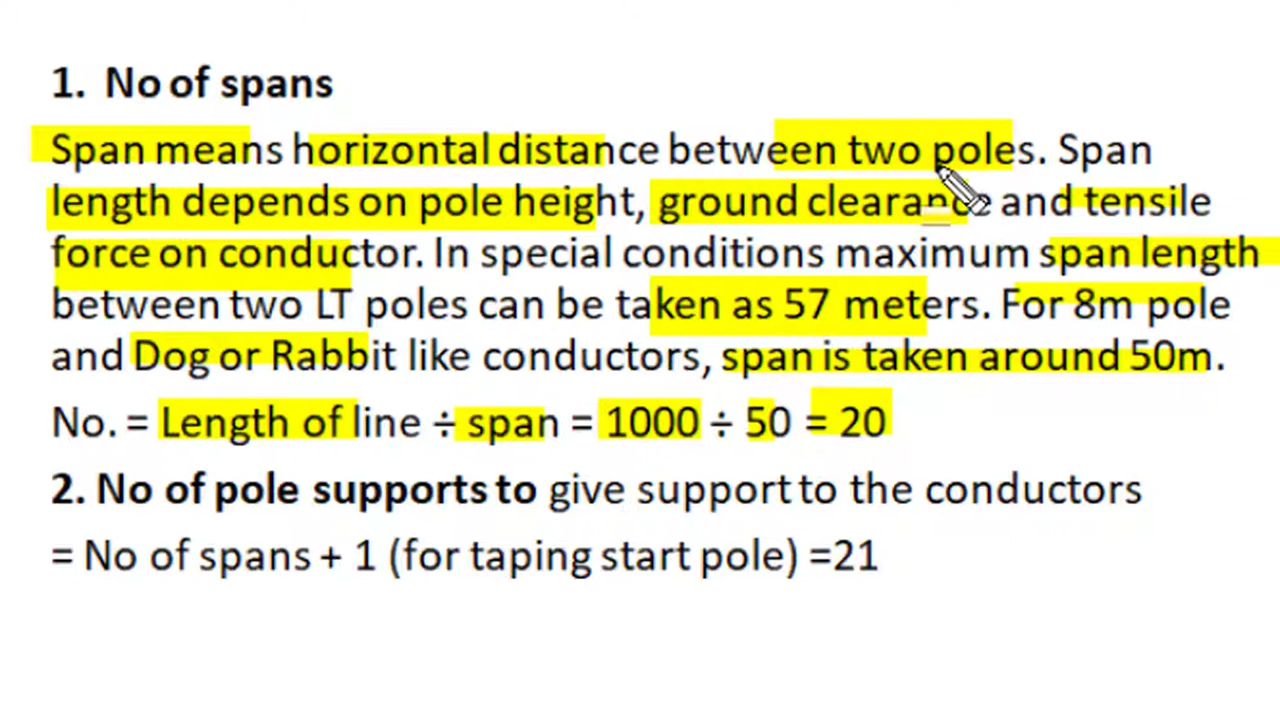 1. No of spans
Span means horizontal distance between two poles. Span
length depends on pole height, ground clearance and tensile
force on conductor. In special conditions maximum span length
between two LT poles can be taken as 57 meters. For 8m pole
and Dog or Rabbit like conductors, span is taken around 50m.
No. = Length of line ÷ span = 1000 ÷ 50 = 20
2. No of pole supports to give support to the conductors
= No of spans + 1 (for taping start pole) =21